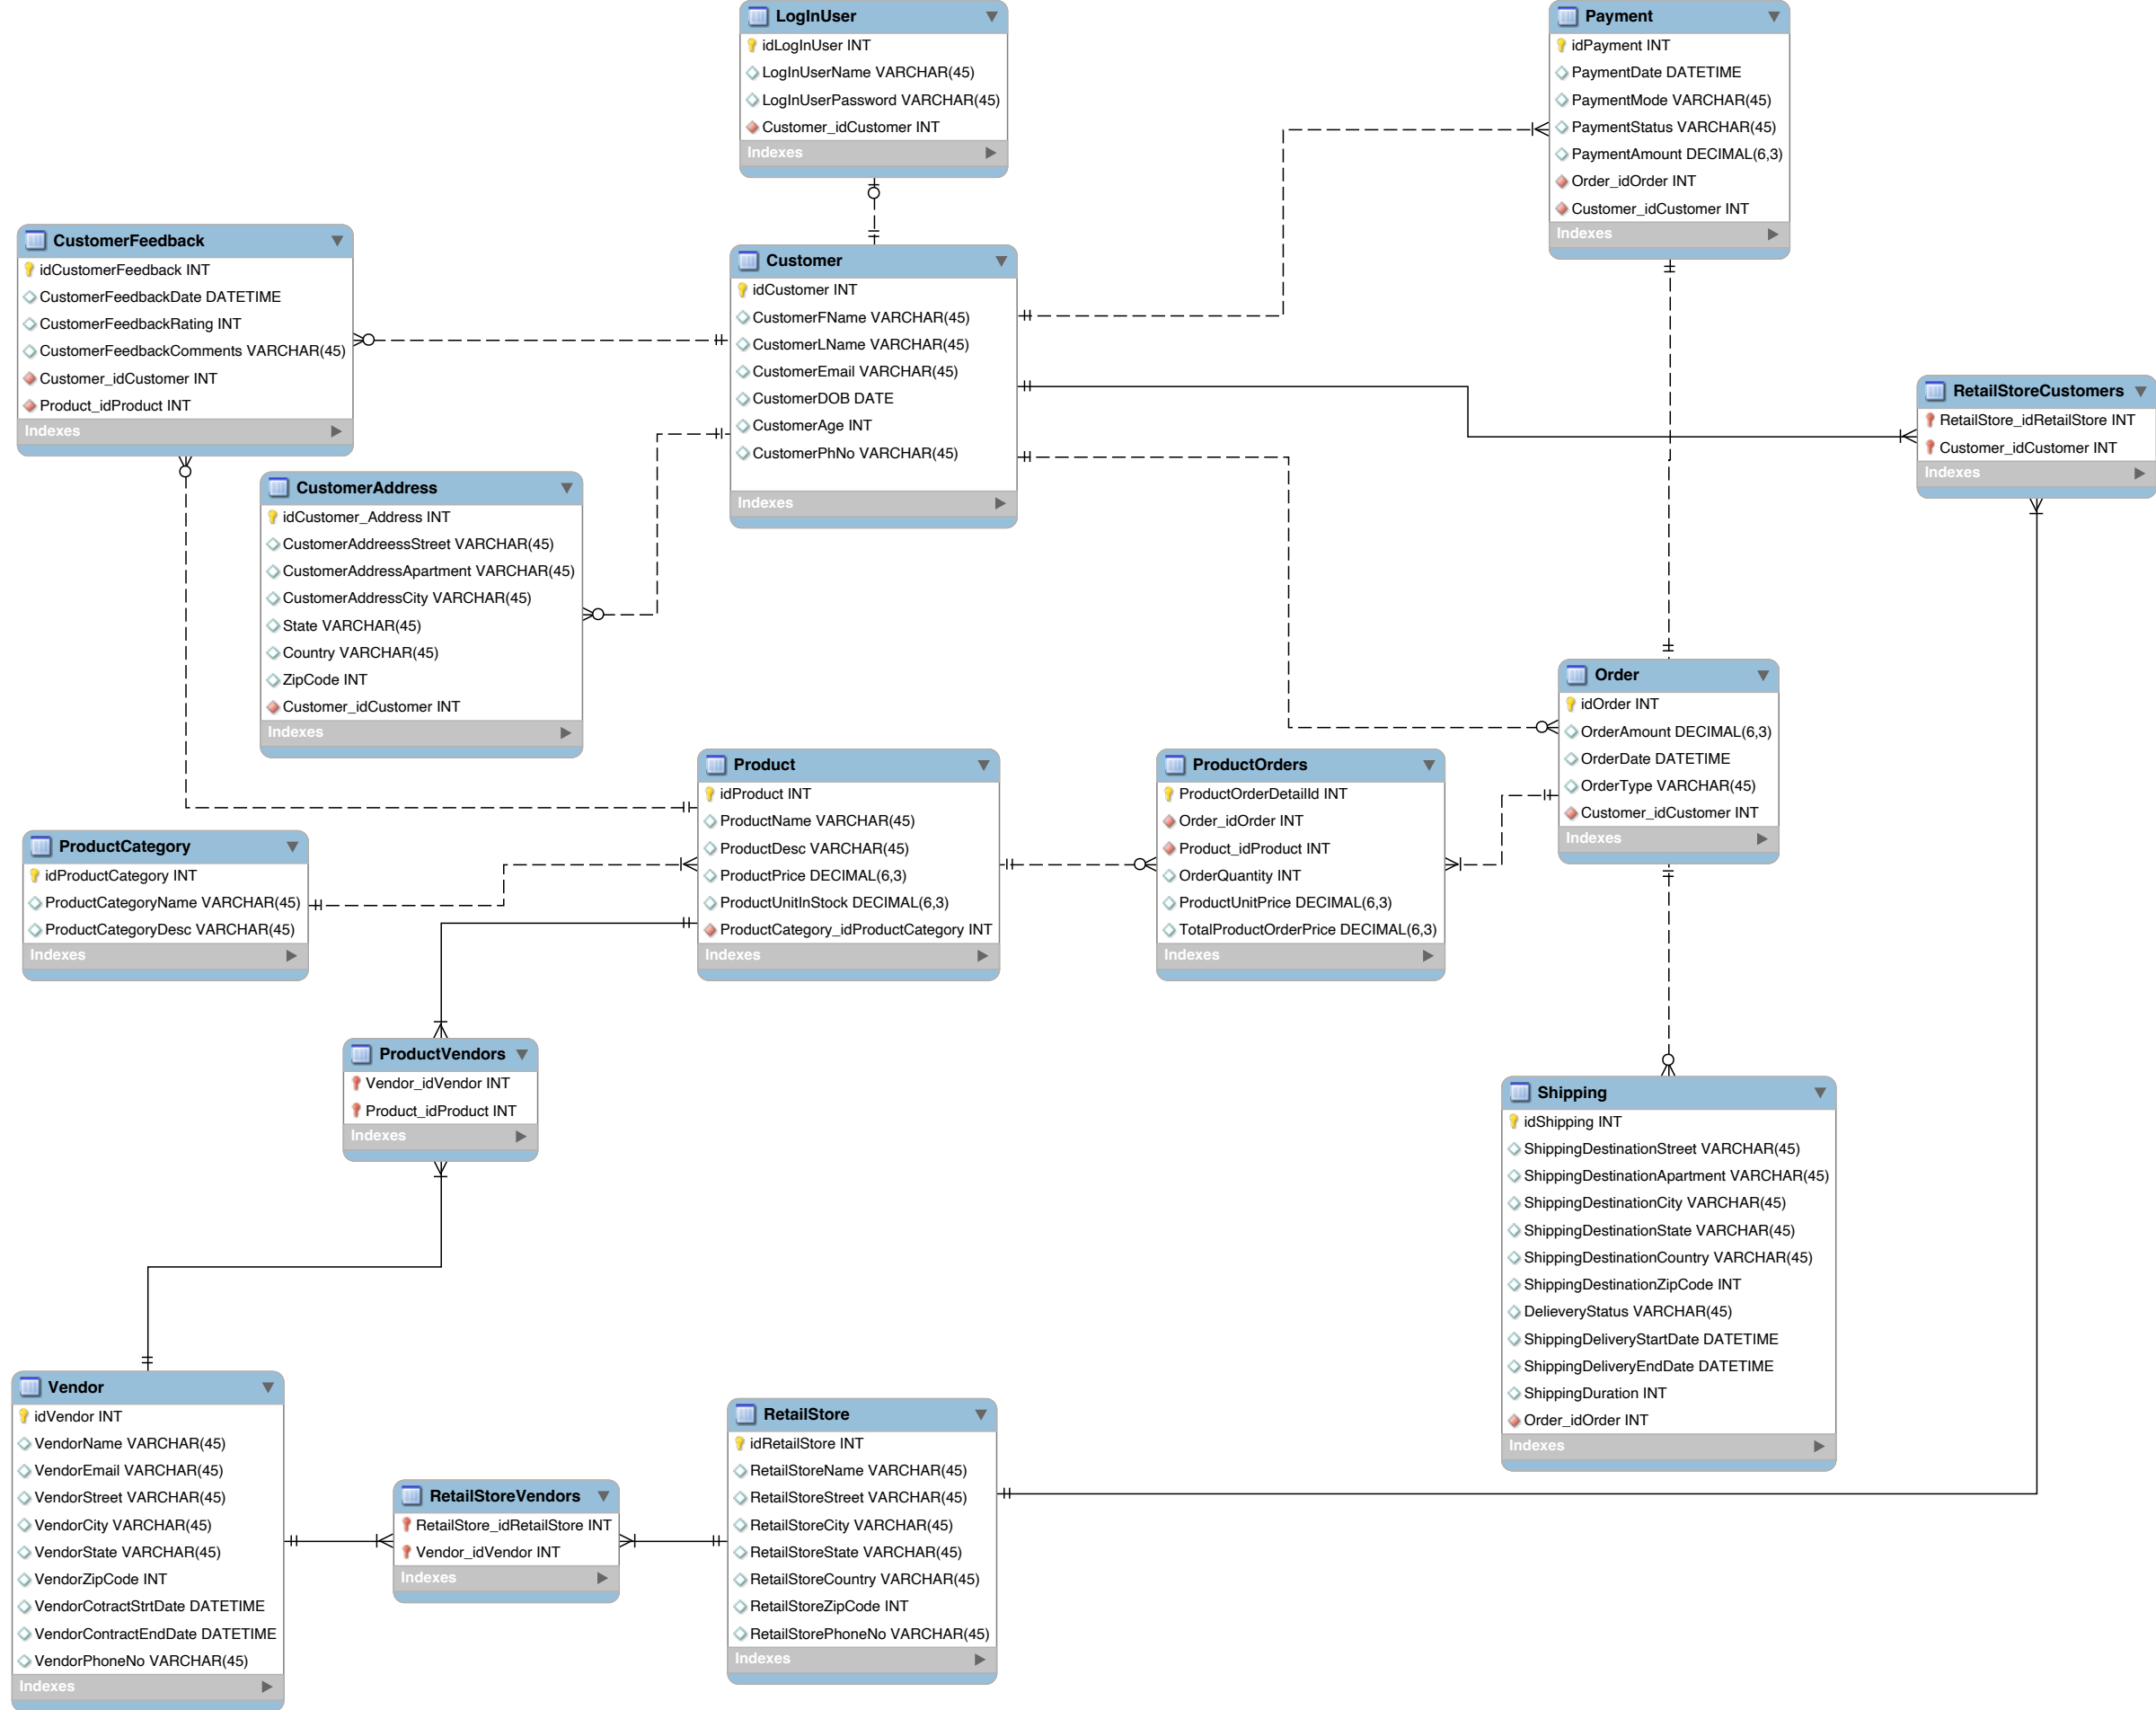 LogInUser
idLogInUser INT
LogInUserName VARCHAR(45)
LogInUserPassword VARCHAR(45)
Customer_idCustomer INT
Indexes
Payment
idPayment INT
PaymentDate DATETIME
PaymentMode VARCHAR(45)
PaymentStatus VARCHAR(45)
PaymentAmount DECIMAL(6,3)
Order_idOrder INT
Customer_idCustomer INT
Indexes
CustomerFeedback
idCustomerFeedback INT
CustomerFeedbackDate DATETIME
CustomerFeedbackRating INT
CustomerFeedbackComments VARCHAR(45)
Customer_idCustomer INT
Product_idProduct INT
Indexes
Customer
idCustomer INT
CustomerFName VARCHAR(45)
CustomerLName VARCHAR(45)
CustomerEmail VARCHAR(45)
CustomerDOB DATE
CustomerAge INT
CustomerPhNo VARCHAR(45)
Indexes
RetailStoreCustomers
RetailStore_idRetailStore INT
Customer_idCustomer INT
Indexes
CustomerAddress
idCustomer_Address INT
CustomerAddreessStreet VARCHAR(45)
CustomerAddressApartment VARCHAR(45)
CustomerAddressCity VARCHAR(45)
State VARCHAR(45)
Country VARCHAR(45)
ZipCode INT
Customer_idCustomer INT
Indexes
Order
idOrder INT
OrderAmount DECIMAL(6,3)
OrderDate DATETIME
OrderType VARCHAR(45)
Customer_idCustomer INT
Indexes
Product
idProduct INT
ProductName VARCHAR(45)
ProductDesc VARCHAR(45)
ProductPrice DECIMAL(6,3)
ProductUnitInStock DECIMAL(6,3)
ProductCategory_idProductCategory INT
Indexes
ProductOrders
ProductOrderDetailId INT
Order_idOrder INT
Product_idProduct INT
OrderQuantity INT
ProductUnitPrice DECIMAL(6,3)
TotalProductOrderPrice DECIMAL(6,3)
Indexes
ProductCategory
idProductCategory INT
ProductCategoryName VARCHAR(45)
ProductCategoryDesc VARCHAR(45)
Indexes
ProductVendors
Vendor_idVendor INT
Product_idProduct INT
Indexes
Shipping
idShipping INT
ShippingDestinationStreet VARCHAR(45)
ShippingDestinationApartment VARCHAR(45)
ShippingDestinationCity VARCHAR(45)
ShippingDestinationState VARCHAR(45)
ShippingDestinationCountry VARCHAR(45)
ShippingDestinationZipCode INT
DelieveryStatus VARCHAR(45)
ShippingDeliveryStartDate DATETIME
ShippingDeliveryEndDate DATETIME
ShippingDuration INT
Order_idOrder INT
Indexes
Vendor
idVendor INT
VendorName VARCHAR(45)
VendorEmail VARCHAR(45)
VendorStreet VARCHAR(45)
VendorCity VARCHAR(45)
VendorState VARCHAR(45)
VendorZipCode INT
VendorCotractStrtDate DATETIME
VendorContractEndDate DATETIME
VendorPhoneNo VARCHAR(45)
Indexes
RetailStoreVendors
RetailStore_idRetailStore INT
Vendor_idVendor INT
Indexes
RetailStore
idRetailStore INT
RetailStoreName VARCHAR(45)
RetailStoreStreet VARCHAR(45)
RetailStoreCity VARCHAR(45)
RetailStoreState VARCHAR(45)
RetailStoreCountry VARCHAR(45)
RetailStoreZipCode INT
RetailStorePhoneNo VARCHAR(45)
Indexes